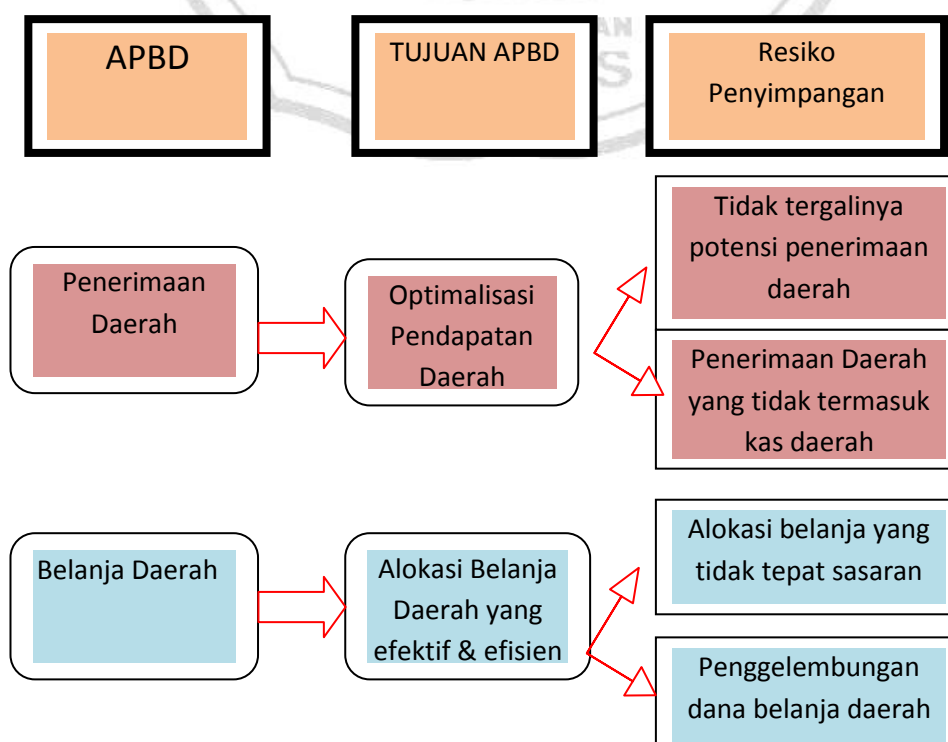 APBD
TUJUAN APBD
Resiko
Penyimpangan
Penerimaan
Daerah
Optimalisasi
Pendapatan
Daerah
Tidak tergalinya
potensi penerimaan
daerah
Penerimaan Daerah
yang tidak termasuk
kas daerah
Belanja Daerah
Alokasi Belanja
Daerah yang
efektif & efisien
Alokasi belanja yang
tidak tepat sasaran
Penggelembungan
dana belanja daerah